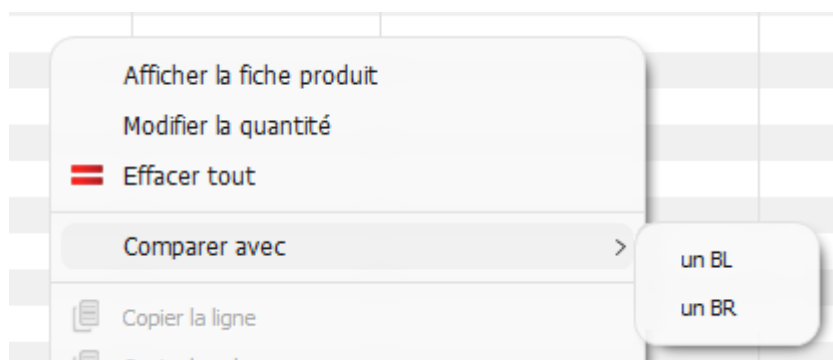 Afficher la fiche produit
Modifier la quantité
Effacer tout
Comparer avec
un BL
un BR
Copier la ligne